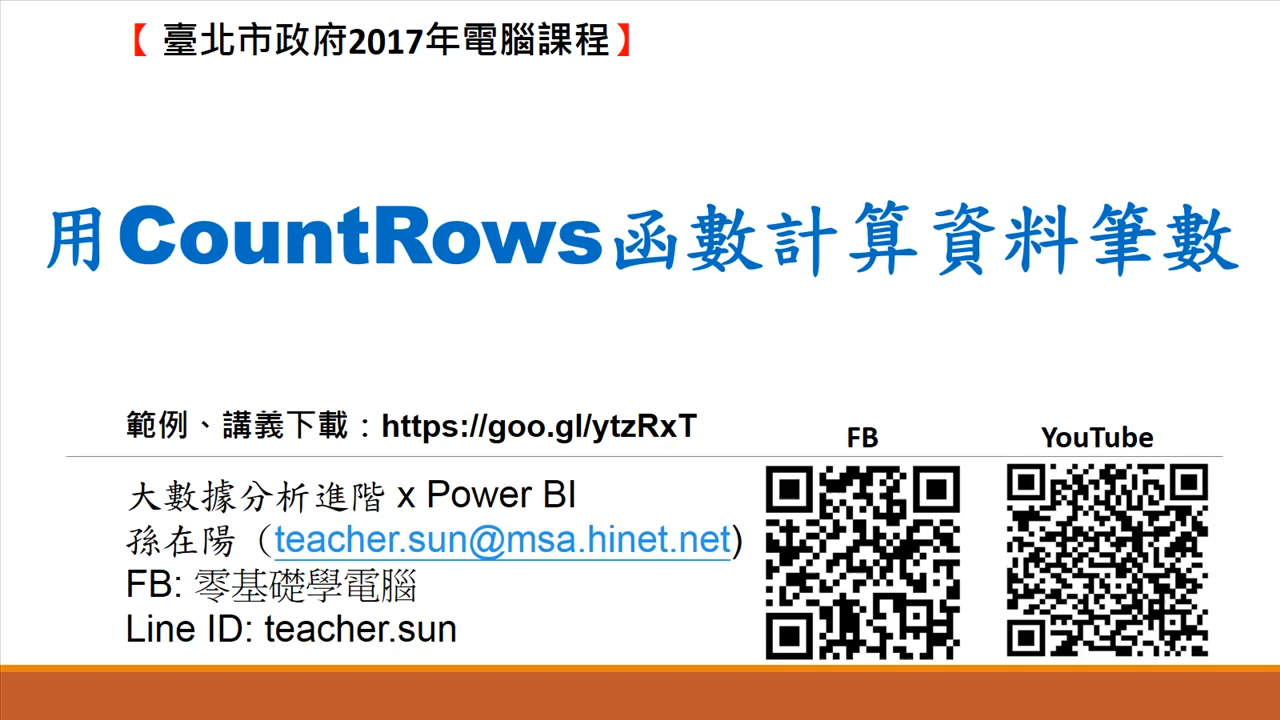 【 臺北市政府2017年電腦課程】
用CountRows函數計算資料筆數
範例、講義下載：https://goo.gl/ytzRxT
FB
YouTube
大數據分析進階 x Power BI
孫在陽（teacher.sun@msa.hinet.net)
FB: 零基礎學電腦
Line ID: teacher.sun